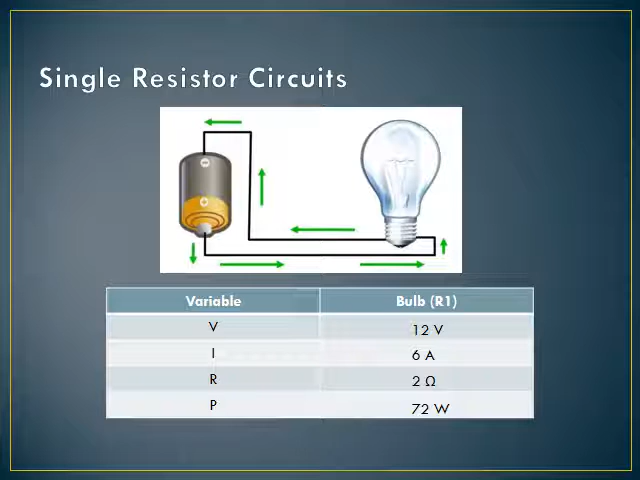 Single Resistor Circuits
Variable Bulb (R1)
V 12 V
I 6 A
R 2 Ω
P 72 W